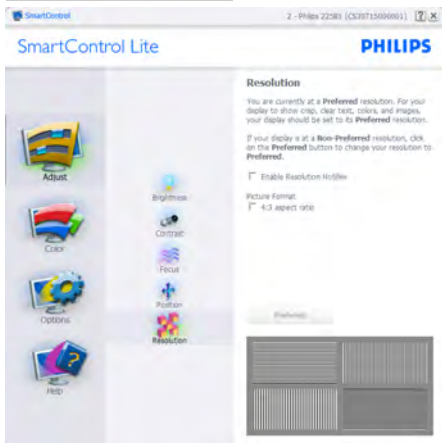 SmartControl
2 - Philips 225B1 (CS39715000001)
SmartControl Lite
PHILIPS
Resolution
You are currently at a Preferred resolution. For your
display to show crisp, clear text, colors, and images,
your display should be set to its Preferred resolution.
If your display is at a Non-Preferred resolution, click
on the Preferred button to change your resolution to
Preferred.
Enable Resolution Notifier
Picture Format
4:3 aspect ratio
Preferred
Adjust
Color
Options
Help
Brightness
Contrast
Focus
Position
Resolution